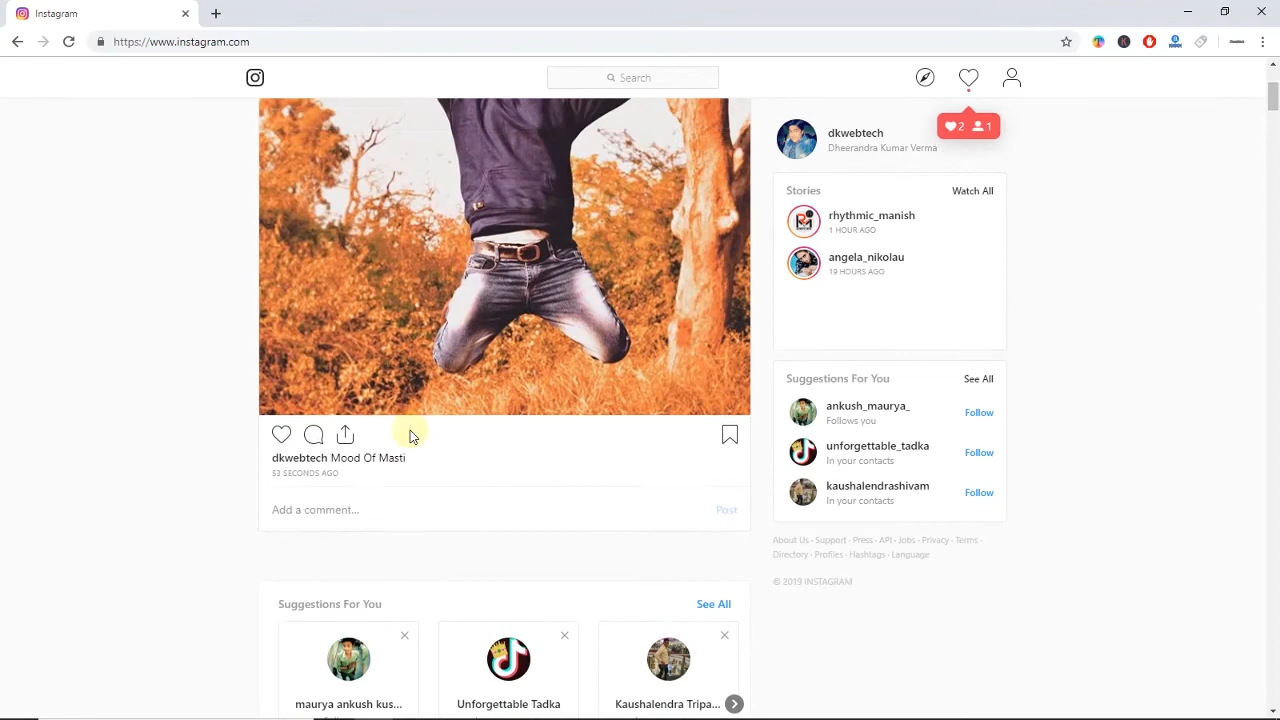 Instagram
https://www.instagram.com
Search
2 1
dkwebtech
Dheerandra Kumar Verma
Stories Watch All
rhythmic_manish
1 HOUR AGO
angela_nikolau
19 HOURS AGO
Suggestions For You See All
ankush_maurya_
Follows you
Follow
unforgettable_tadka
In your contacts
Follow
kaushalendrashivam
In your contacts
Follow
About Us · Support · Press · API · Jobs · Privacy · Terms ·
Directory · Profiles · Hashtags · Language
© 2019 INSTAGRAM
dkwebtech Mood Of Masti
53 SECONDS AGO
Add a comment... Post
Suggestions For You See All
maurya ankush kus...
Unforgettable Tadka
Kaushalendra Tripa...